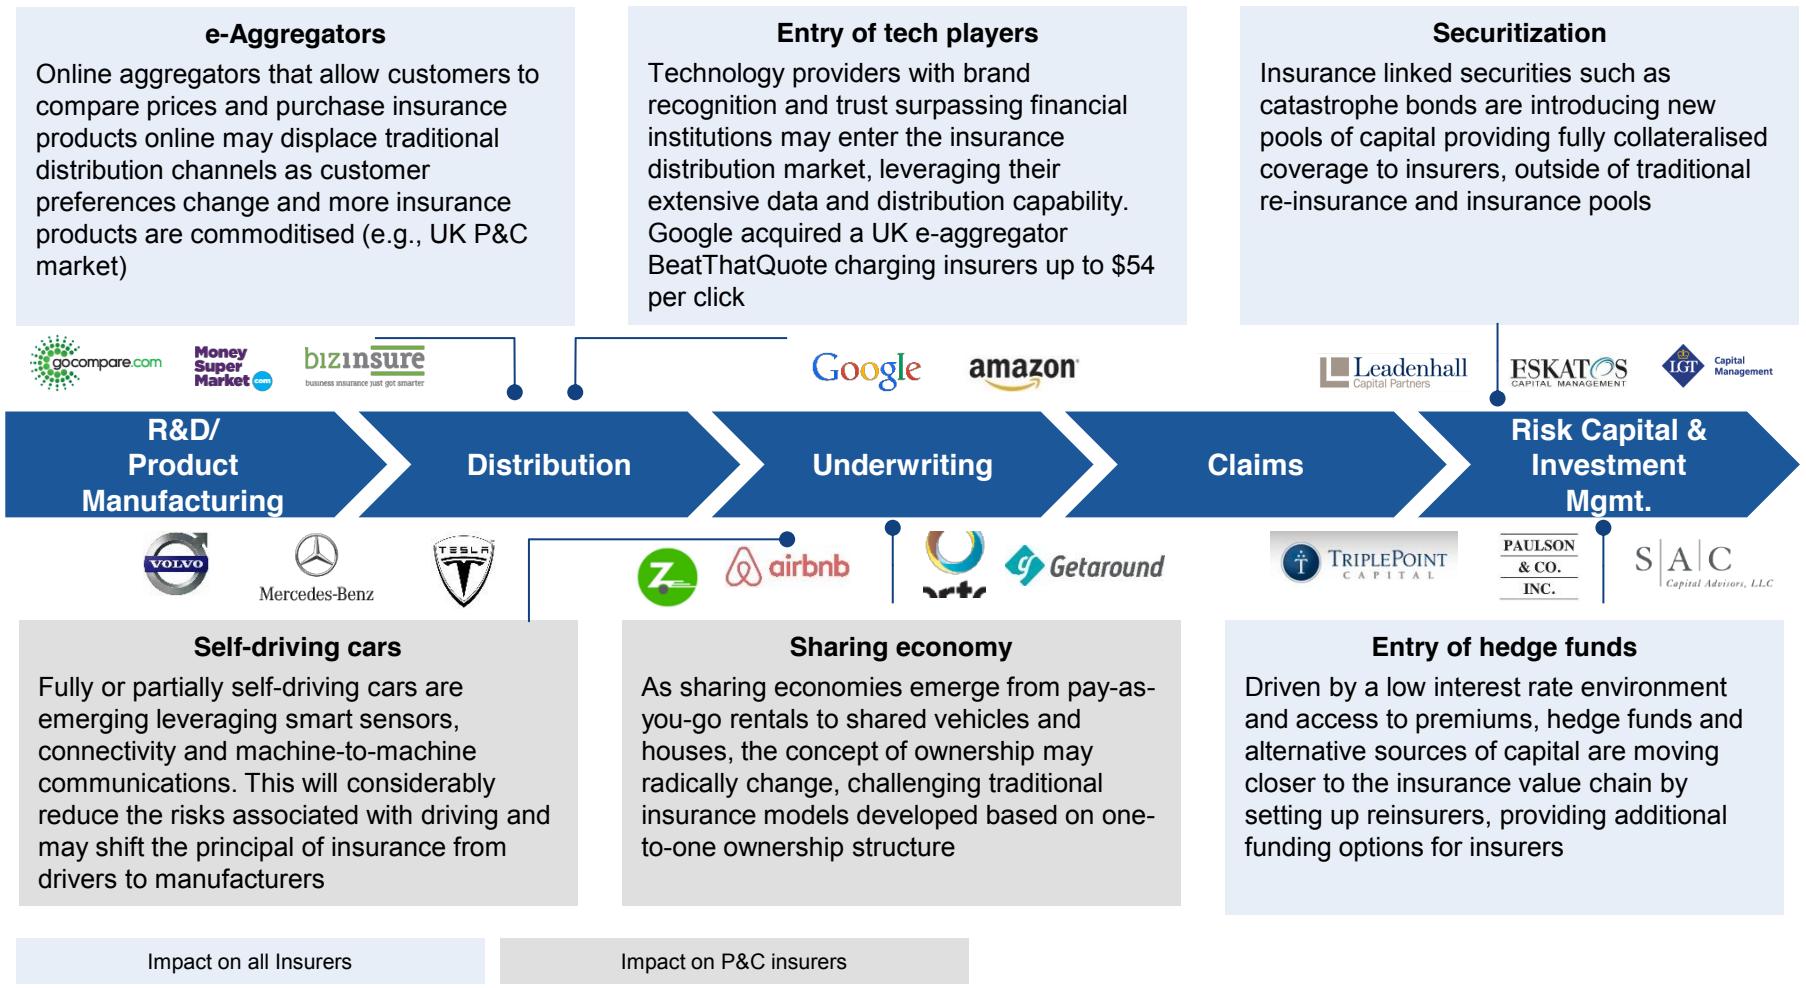 e-Aggregators
Online aggregators that allow customers to
compare prices and purchase insurance
products online may displace traditional
distribution channels as customer
preferences change and more insurance
products are commoditised (e.g., UK P&C
market)
Entry of tech players
Technology providers with brand
recognition and trust surpassing financial
institutions may enter the insurance
distribution market, leveraging their
extensive data and distribution capability.
Google acquired a UK e-aggregator
BeatThatQuote charging insurers up to $54
per click
Securitization
Insurance linked securities such as
catastrophe bonds are introducing new
pools of capital providing fully collateralised
coverage to insurers, outside of traditional
re-insurance and insurance pools
gocompare.com
Money
Super
Market com
bizinsure
business insurance just got smarter
Google
amazon
Leadenhall
Capital Partners
ESKATOS
CAPITAL MANAGEMENT
LGT
Capital
Management
R&D/
Product
Manufacturing
Distribution
Underwriting
Claims
Risk Capital &
Investment
Mgmt.
VOLVO
Mercedes-Benz
TESLA
Z
airbnb
Getaround
TRIPLEPOINT
CAPITAL
PAULSON
& CO.
INC.
S|A|C
Capital Advisors, LLC
Self-driving cars
Fully or partially self-driving cars are
emerging leveraging smart sensors,
connectivity and machine-to-machine
communications. This will considerably
reduce the risks associated with driving and
may shift the principal of insurance from
drivers to manufacturers
Sharing economy
As sharing economies emerge from pay-as-
you-go rentals to shared vehicles and
houses, the concept of ownership may
radically change, challenging traditional
insurance models developed based on one-
to-one ownership structure
Entry of hedge funds
Driven by a low interest rate environment
and access to premiums, hedge funds and
alternative sources of capital are moving
closer to the insurance value chain by
setting up reinsurers, providing additional
funding options for insurers
Impact on all Insurers
Impact on P&C insurers